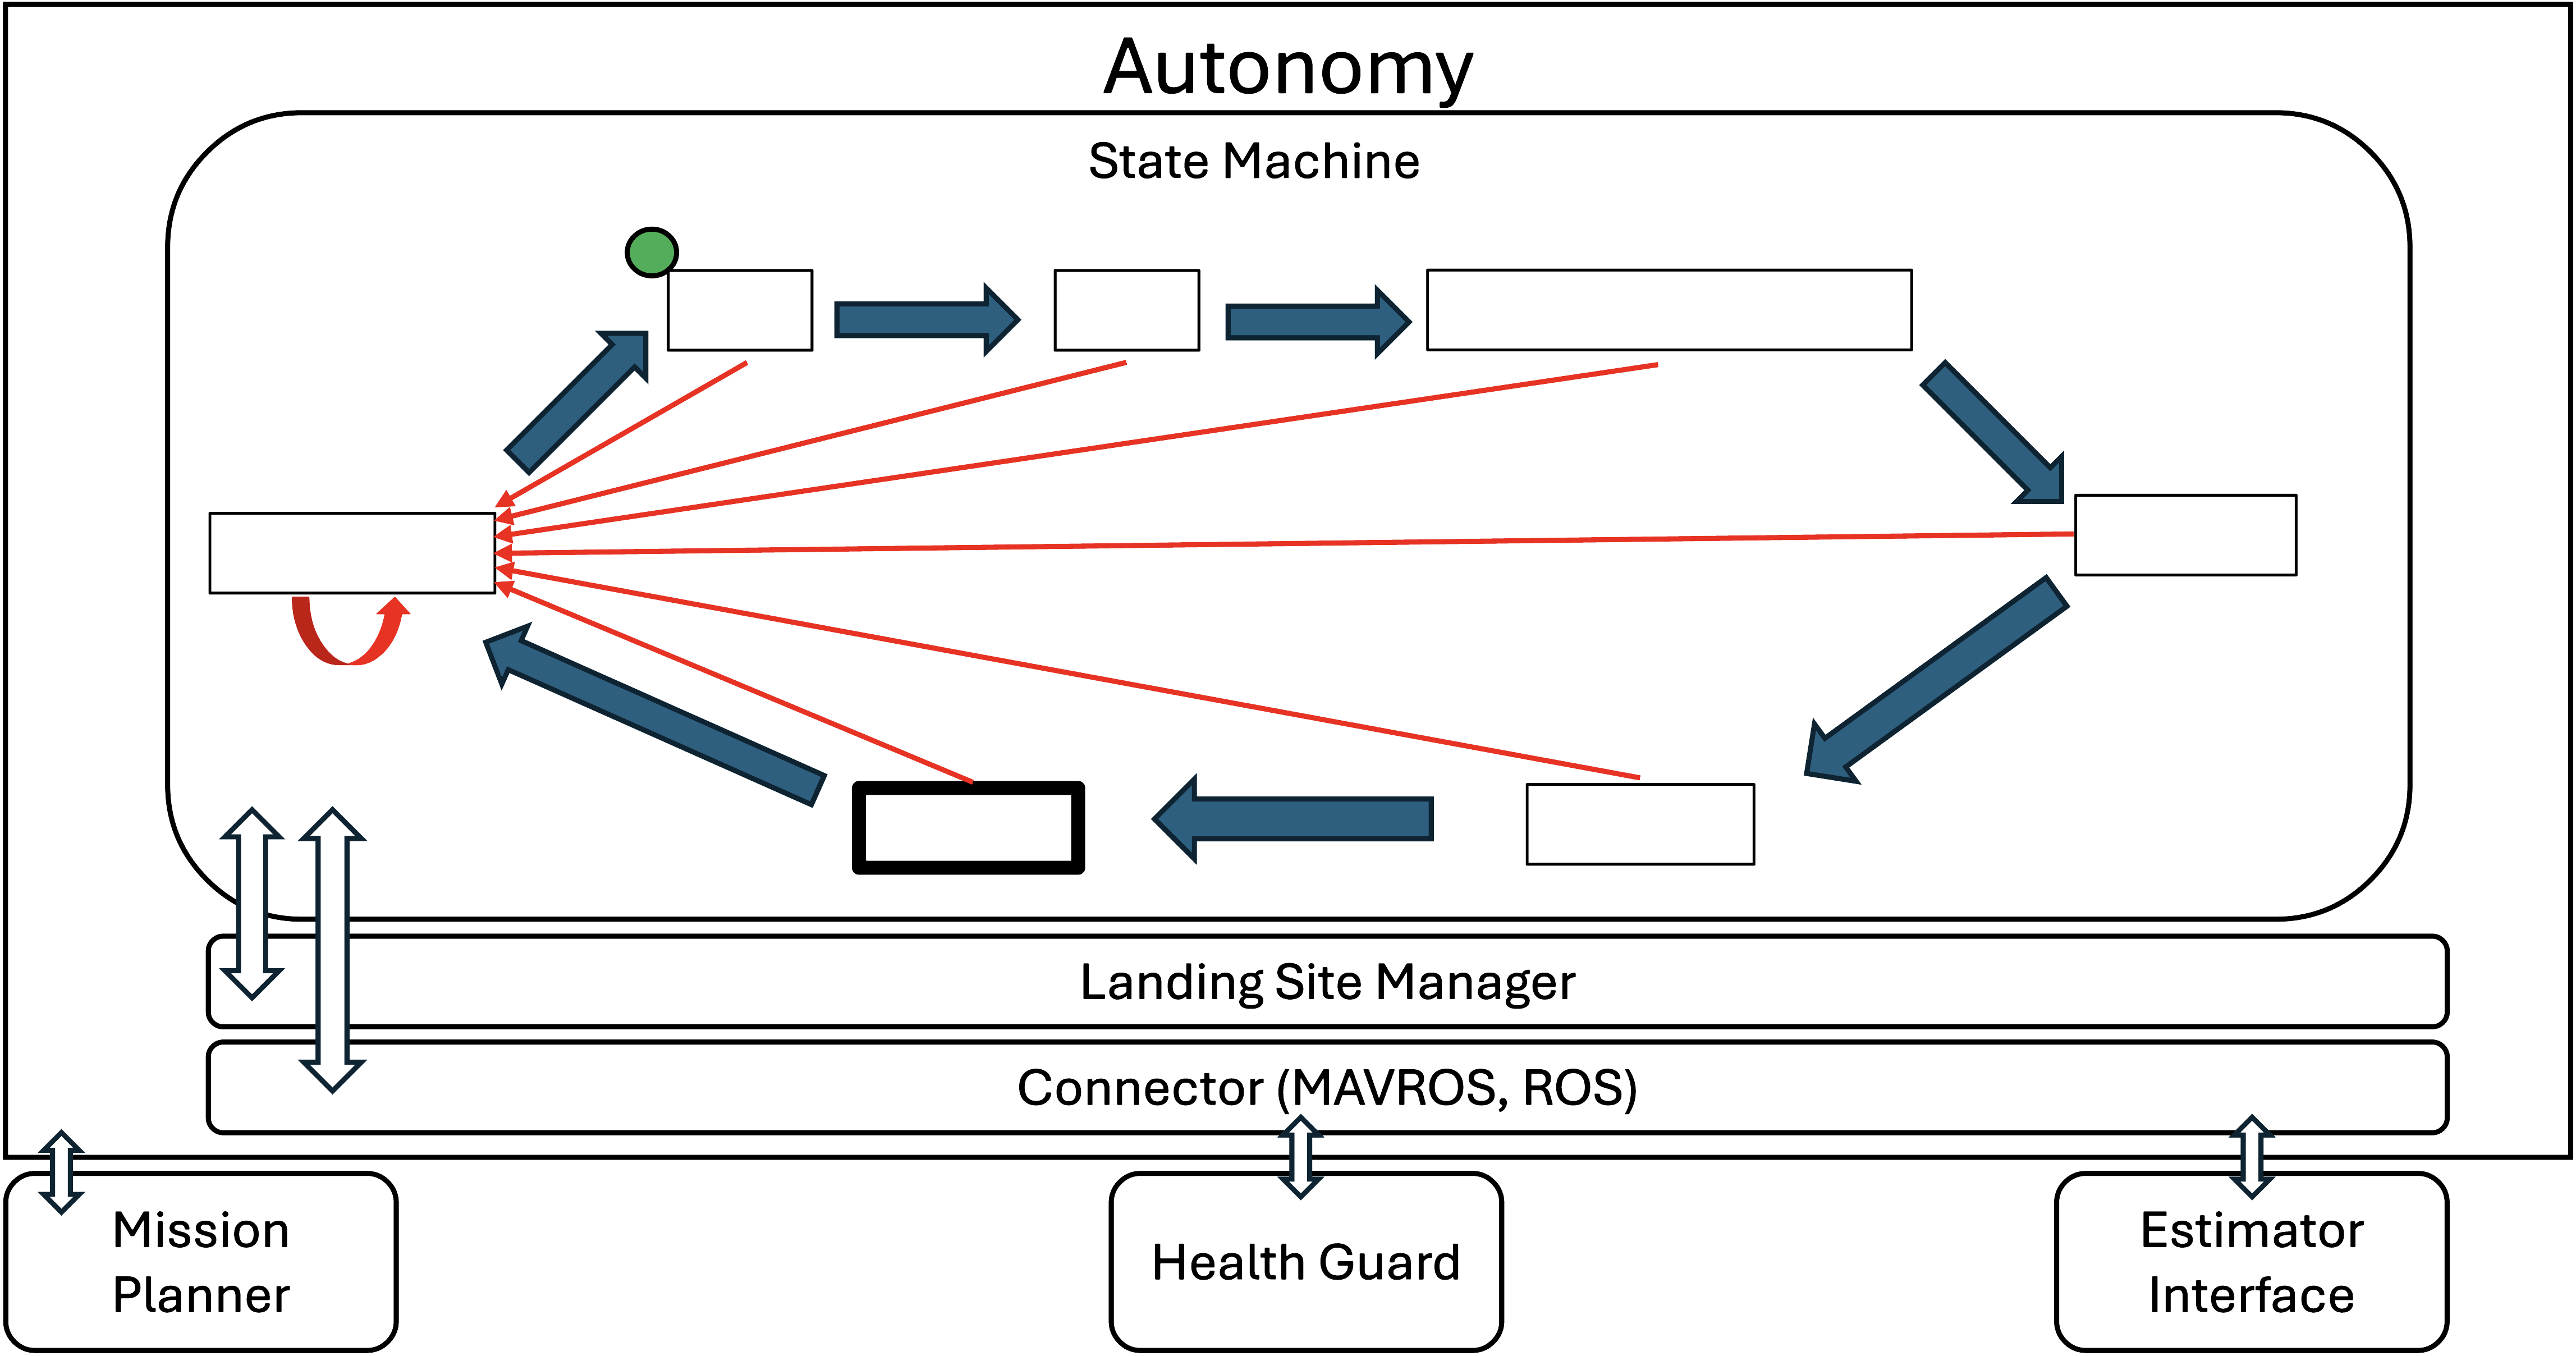 Autonomy
State Machine
Landing Site Manager
Connector (MAVROS, ROS)
Mission
Planner
Health Guard
Estimator
Interface